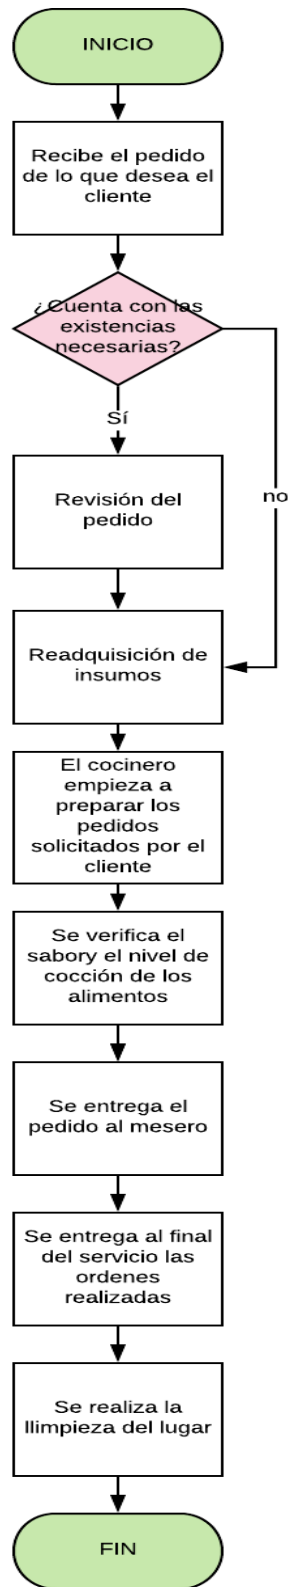 INICIO
Recibe el pedido
de lo que desea el
cliente
¿Cuenta con las
existencias
necesarias?
Sí
no
Revisión del
pedido
Readquisición de
insumos
El cocinero
empieza a
preparar los
pedidos
solicitados por el
cliente
Se verifica el
sabory el nivel de
cocción de los
alimentos
Se entrega el
pedido al mesero
Se entrega al final
del servicio las
ordenes
realizadas
Se realiza la
llimpieza del lugar
FIN